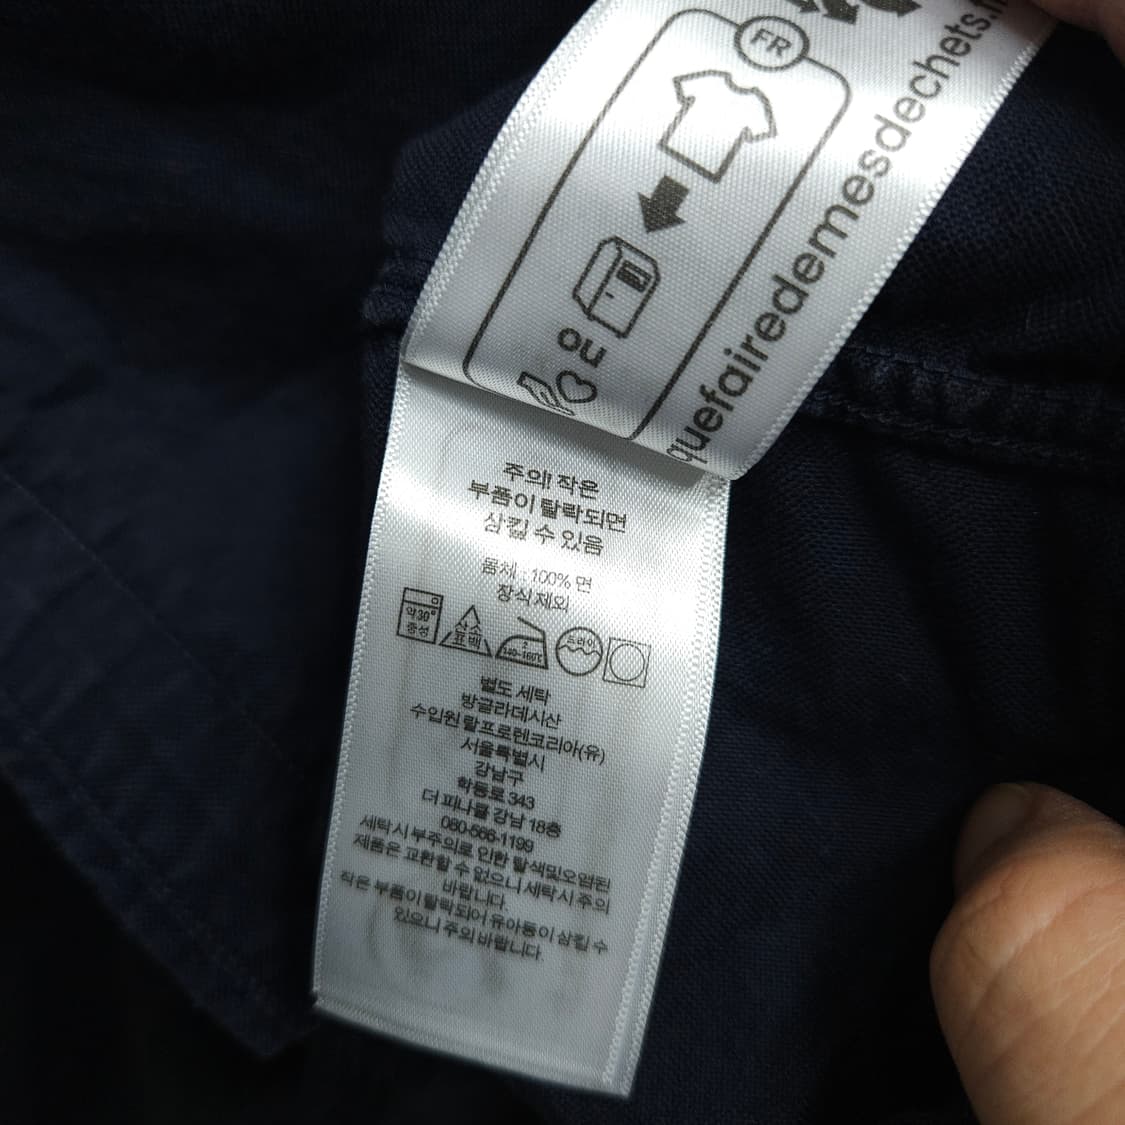 FR
quefairedemesdechets.fr
OU
주의! 작은
부품이 탈락되면
삼킬 수 있음
몸체 : 100% 면
장식제외
약30°
중성
산소
표백
2
140~160℃
드라이
별도 세탁
방글라데시산
수입원 랄프로렌코리아(유)
서울특별시
강남구
학동로 343
더 피나클 강남 18층
080-566-1199
세탁 시 부주의로 인한 탈색및오염된
제품은 교환할 수 없으니 세탁시 주의
바랍니다.
작은 부품이 탈락되어 유아동이 삼킬 수
있으니 주의 바랍니다.